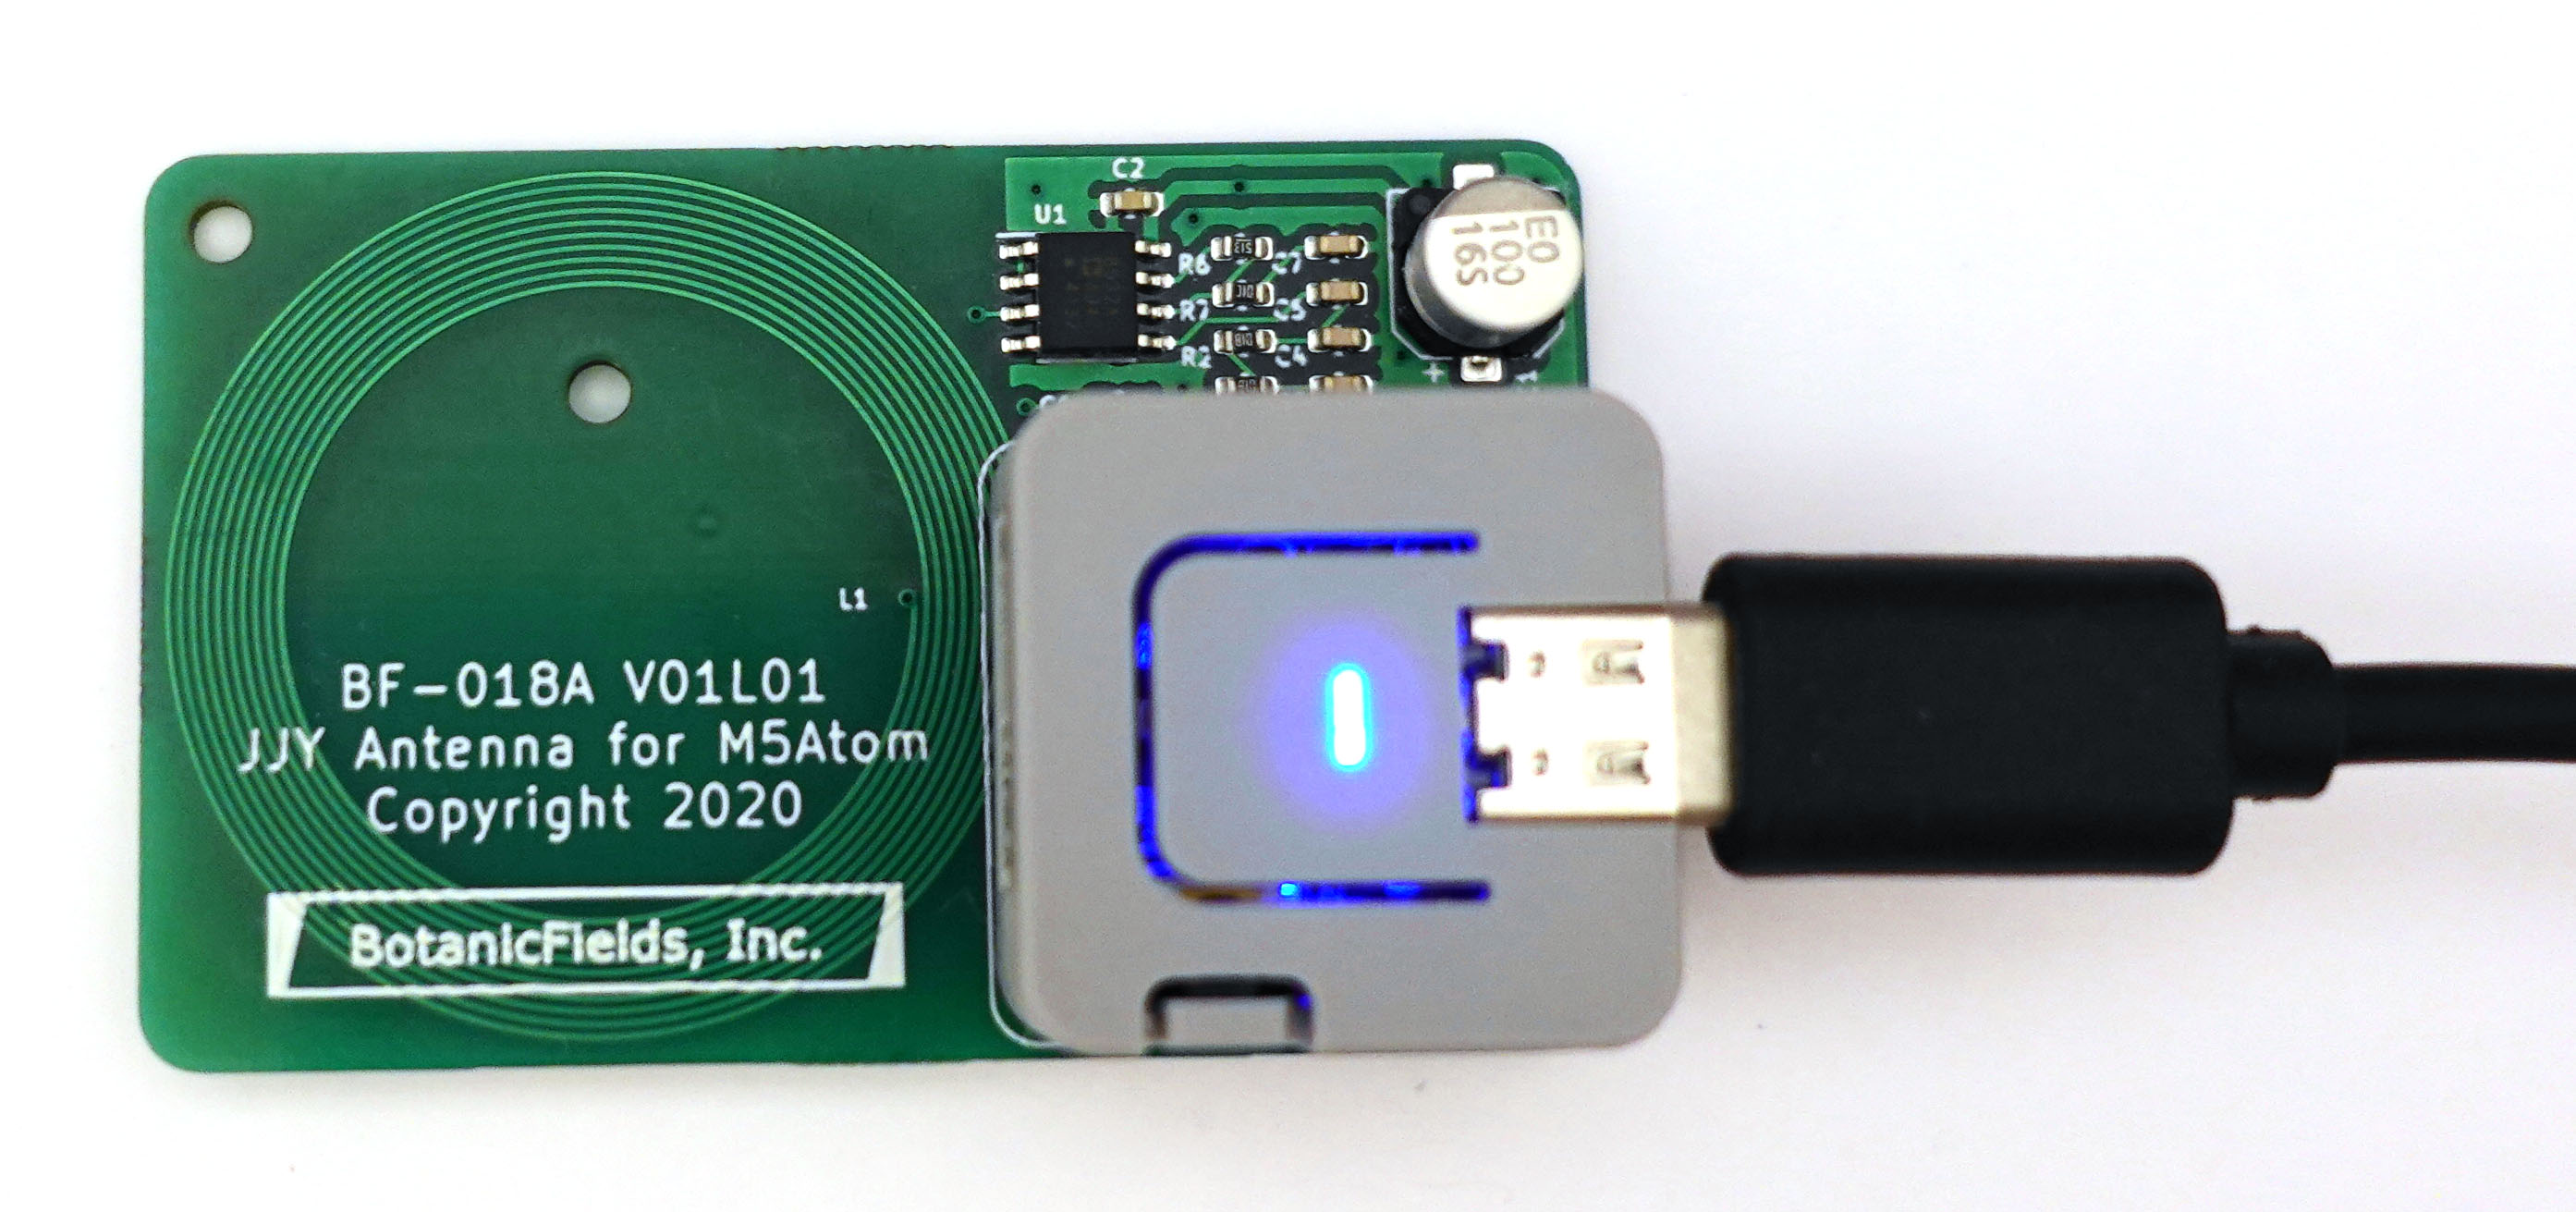 C2
U1
R6
C7
R7
C5
R2
C4
+
E0
100
16S
513
L1
BF-018A V01L01
JJY Antenna for M5Atom
Copyright 2020
BotanicFields, Inc.